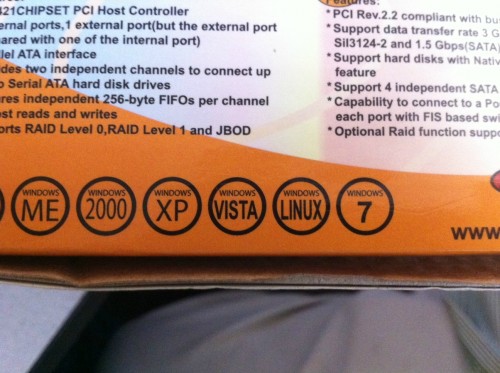 421CHIPSET PCI Host Controller
ernal ports,1 external port(but the external port
ared with one of the internal port)
llel ATA interface
des two independent channels to connect up
o Serial ATA hard disk drives
ures independent 256-byte FIFOs per channel
st reads and writes
orts RAID Level 0,RAID Level 1 and JBOD
Features:
*PCI Rev.2.2 compliant with bus
*Support data transfer rate 3 G
SiI3124-2 and 1.5 Gbps(SATA)
*Support hard disks with Nativ
feature
*Support 4 independent SATA
*Capability to connect to a Po
each port with FIS based swi
*Optional Raid function suppo
WINDOWS ME
WINDOWS 2000
WINDOWS XP
WINDOWS VISTA
WINDOWS LINUX
WINDOWS 7
www.